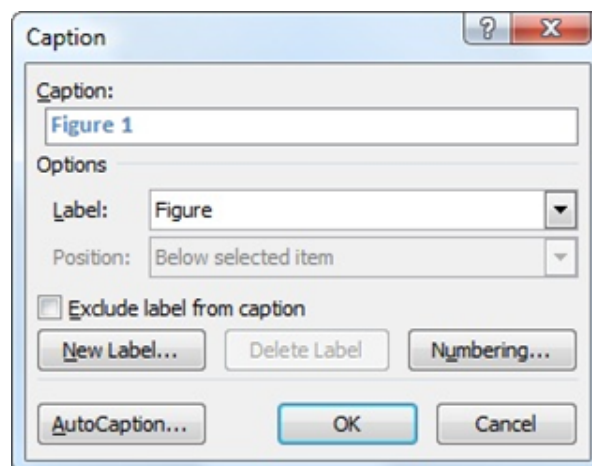 Caption
?
X
Caption:
Figure 1
Options
Label: Figure
Position: Below selected item
Exclude label from caption
New Label... Delete Label Numbering...
AutoCaption... OK Cancel